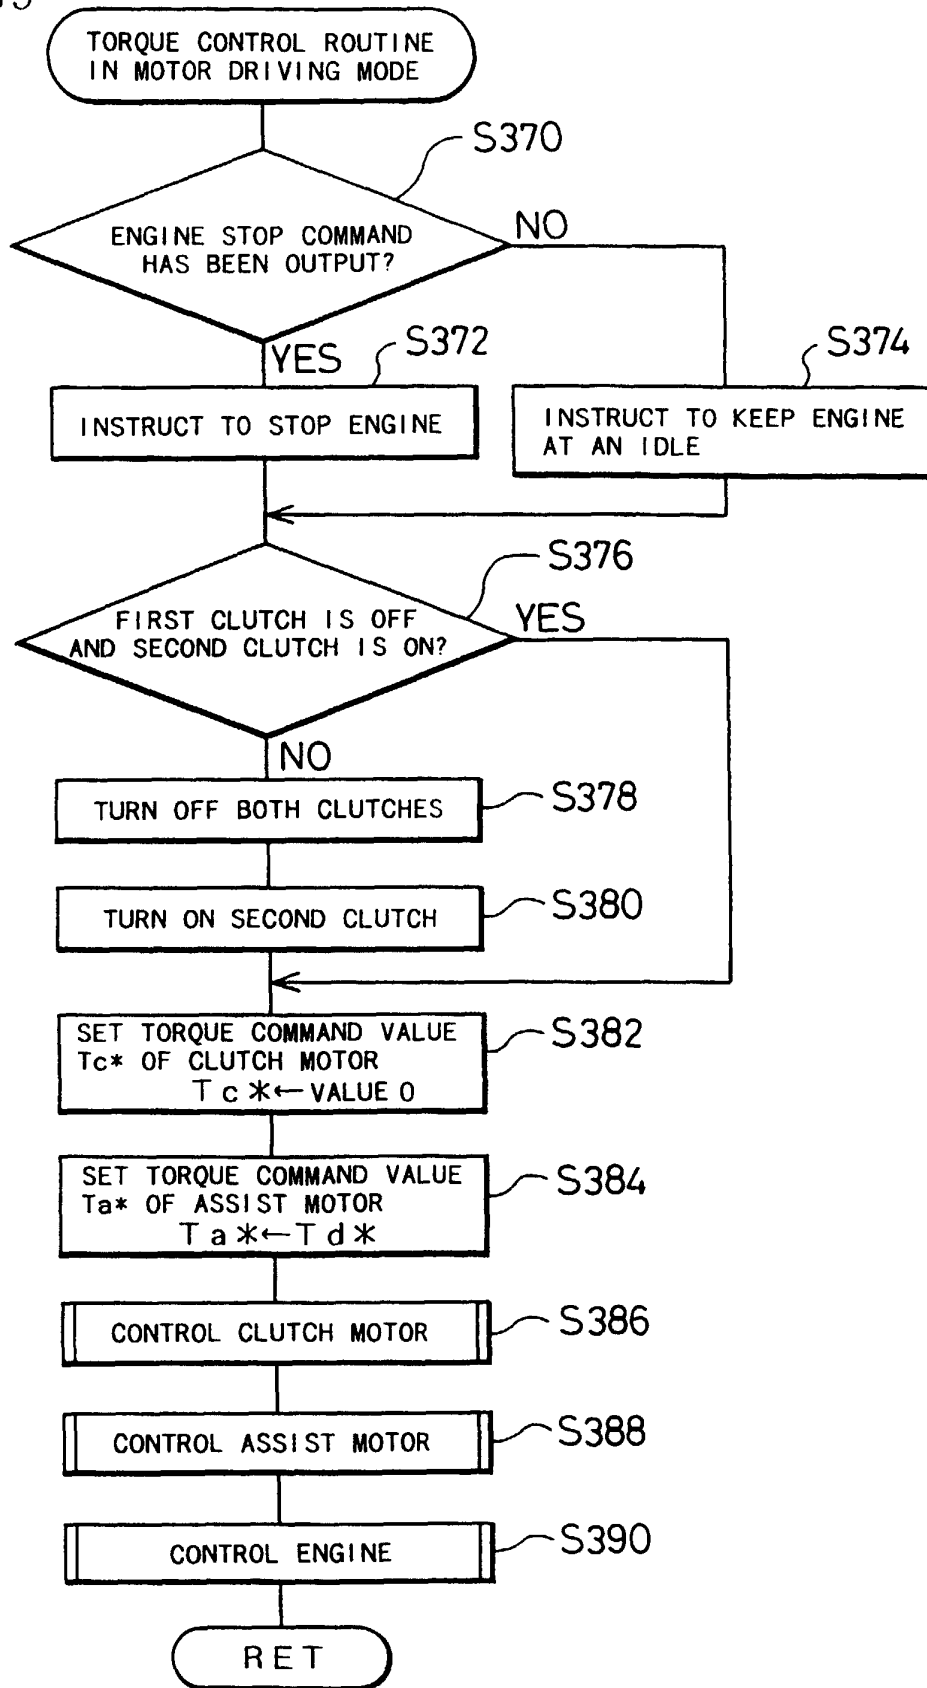 TORQUE CONTROL ROUTINE
IN MOTOR DRIVING MODE
S370
ENGINE STOP COMMAND
HAS BEEN OUTPUT?
NO
YES
S372
S374
INSTRUCT TO STOP ENGINE
INSTRUCT TO KEEP ENGINE
AT AN IDLE
S376
FIRST CLUTCH IS OFF
AND SECOND CLUTCH IS ON?
YES
NO
TURN OFF BOTH CLUTCHES
S378
TURN ON SECOND CLUTCH
S380
SET TORQUE COMMAND VALUE
Tc* OF CLUTCH MOTOR
Tc*←VALUE 0
S382
SET TORQUE COMMAND VALUE
Ta* OF ASSIST MOTOR
Ta*←Td*
S384
CONTROL CLUTCH MOTOR
S386
CONTROL ASSIST MOTOR
S388
CONTROL ENGINE
S390
RET